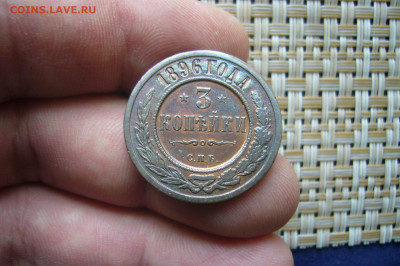 COINS.LAVE.RU
1896 ГОДА
* 3 *
КОПѢЙКИ
С.П.Б.